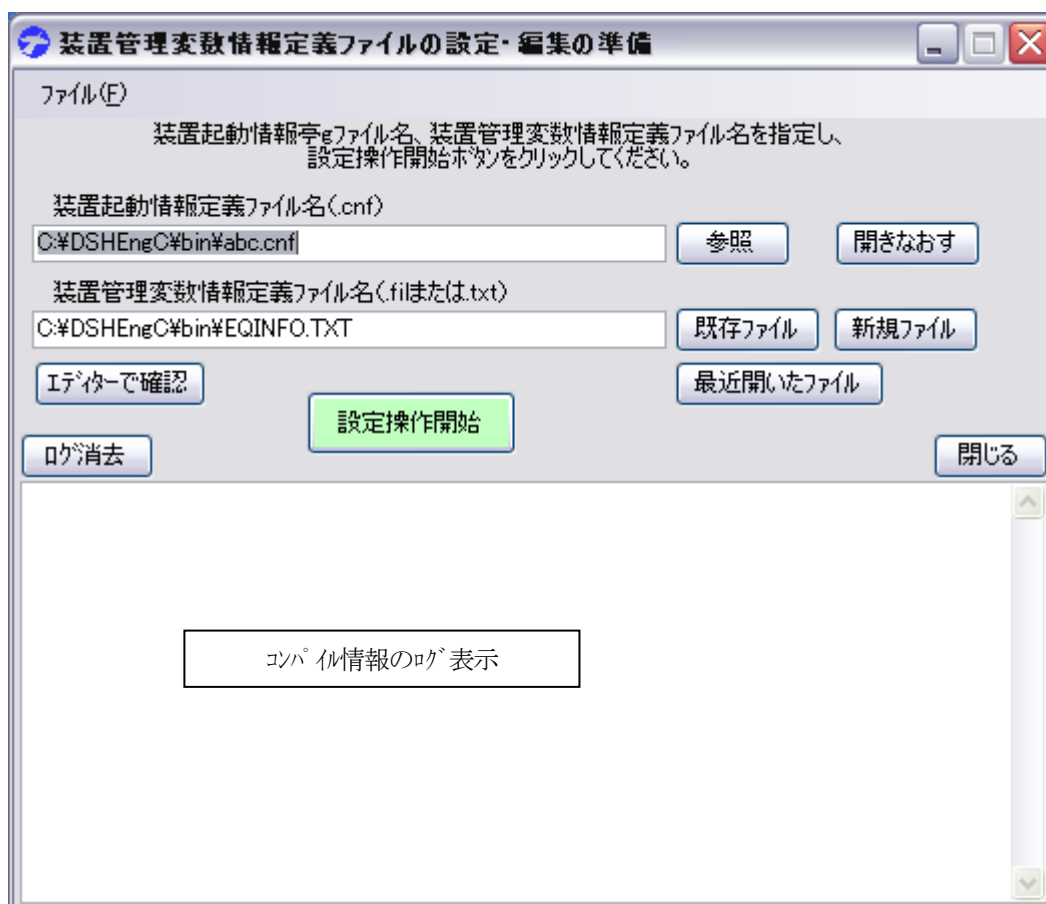 装置管理変数情報定義ファイルの設定・編集の準備
ファイル(F)
装置起動情報亭gファイル名、装置管理変数情報定義ファイル名を指定し、
設定操作開始ボタンをクリックしてください。
装置起動情報定義ファイル名(.cnf)
C:¥DSHEngC¥bin¥abc.cnf 参照 開きなおす
装置管理変数情報定義ファイル名(.filまたは.txt)
C:¥DSHEngC¥bin¥EQINFO.TXT 既存ファイル 新規ファイル
エディターで確認 最近開いたファイル
設定操作開始
ログ消去 閉じる
コンパイル情報のログ表示